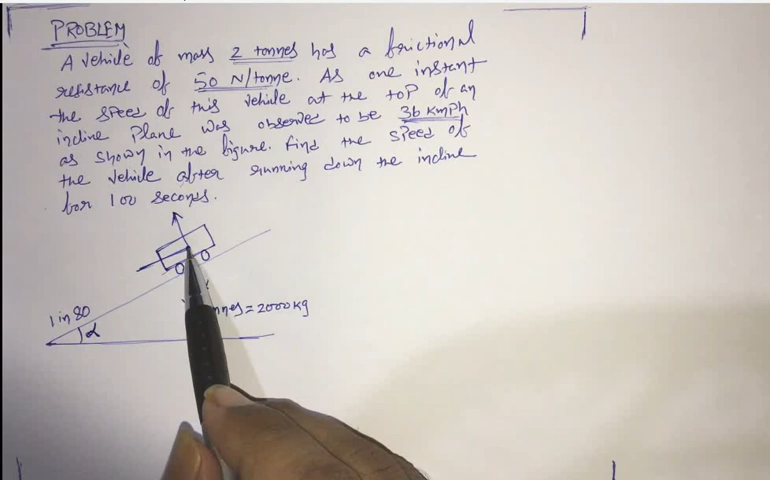 PROBLEM
A vehicle of mass 2 tonnes has a frictional
resistance of 50 N/tonne. As one instant
the speed of this vehicle at the top of an
incline plane was observed to be 36 kmph
as shown in the figure. Find the speed of
the vehicle after running down the incline
for 100 seconds.
1 in 80
α
= 2000 kg